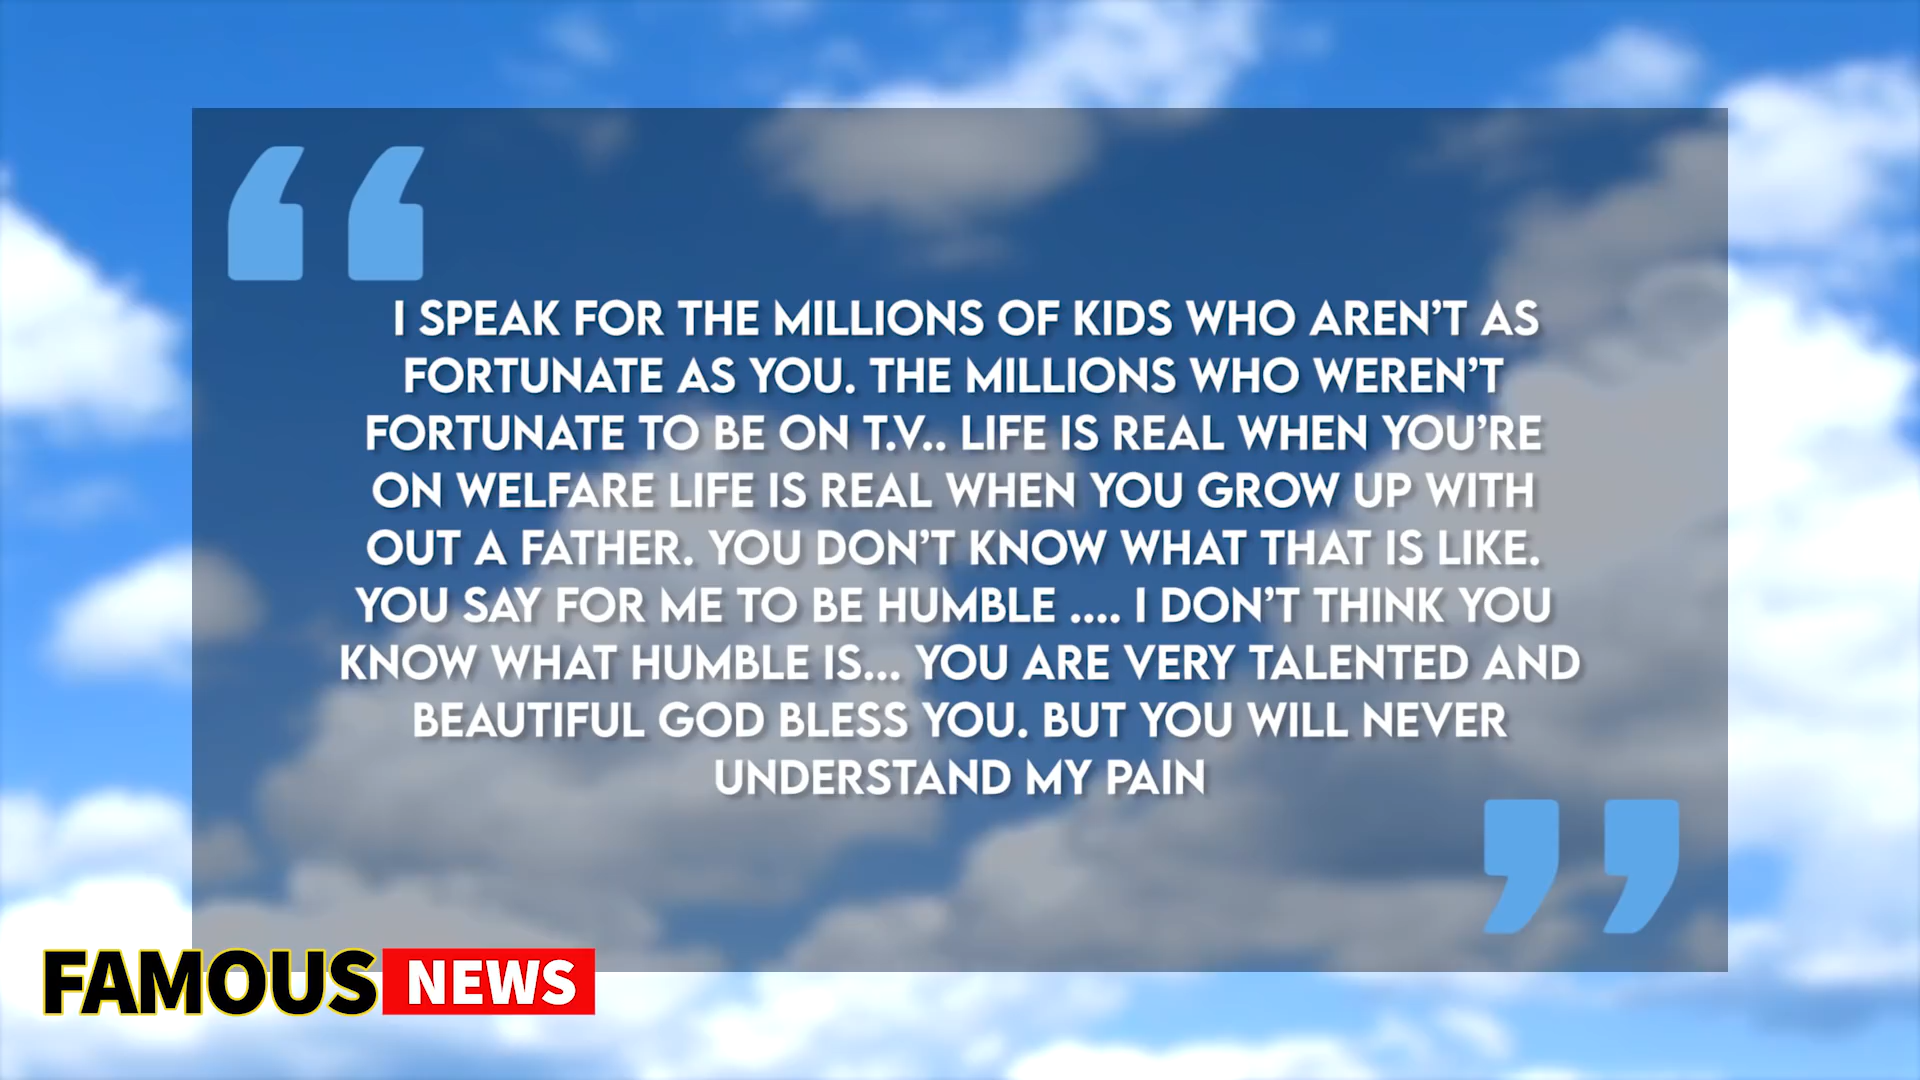 I SPEAK FOR THE MILLIONS OF KIDS WHO AREN’T AS
FORTUNATE AS YOU. THE MILLIONS WHO WEREN’T
FORTUNATE TO BE ON T.V.. LIFE IS REAL WHEN YOU’RE
ON WELFARE LIFE IS REAL WHEN YOU GROW UP WITH
OUT A FATHER. YOU DON’T KNOW WHAT THAT IS LIKE.
YOU SAY FOR ME TO BE HUMBLE .... I DON’T THINK YOU
KNOW WHAT HUMBLE IS... YOU ARE VERY TALENTED AND
BEAUTIFUL GOD BLESS YOU. BUT YOU WILL NEVER
UNDERSTAND MY PAIN
FAMOUS NEWS